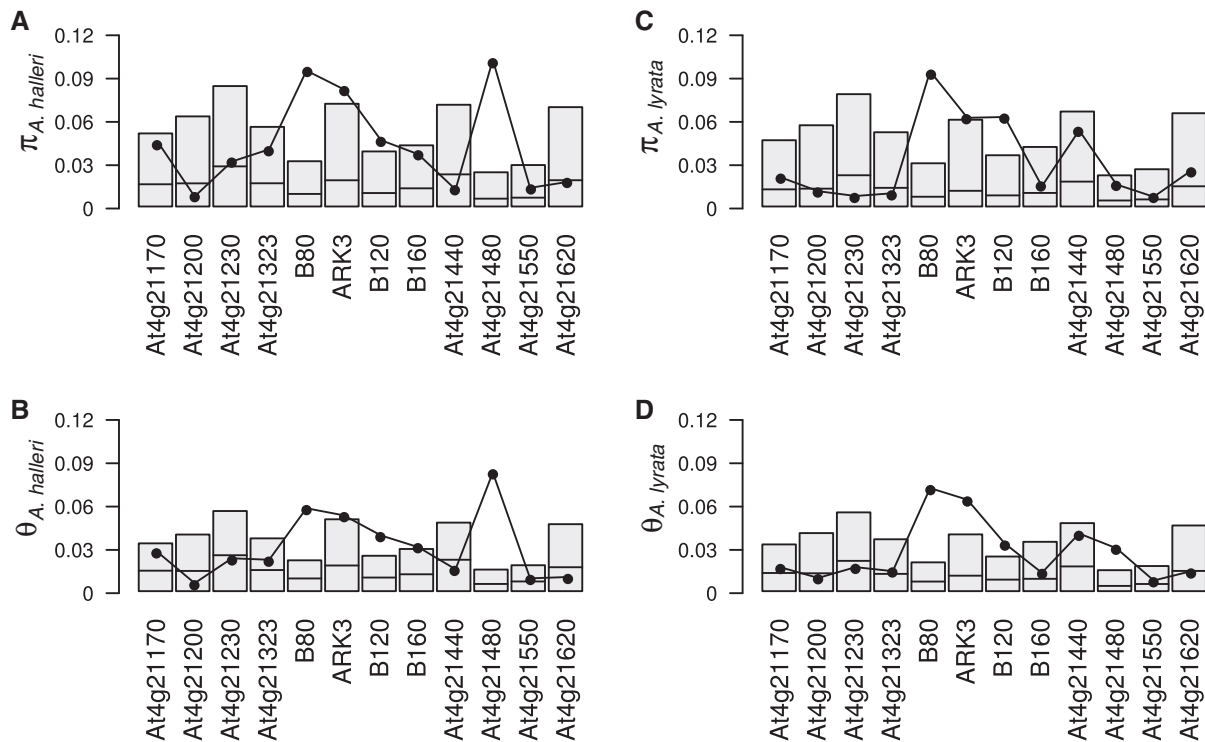 A
0.12
0.09
0.06
0.03
0
π A. halleri
At4g21170
At4g21200
At4g21230
At4g21323
B80
ARK3
B120
B160
At4g21440
At4g21480
At4g21550
At4g21620
B
0.12
0.09
0.06
0.03
0
θ A. halleri
At4g21170
At4g21200
At4g21230
At4g21323
B80
ARK3
B120
B160
At4g21440
At4g21480
At4g21550
At4g21620
C
0.12
0.09
0.06
0.03
0
π A. lyrata
At4g21170
At4g21200
At4g21230
At4g21323
B80
ARK3
B120
B160
At4g21440
At4g21480
At4g21550
At4g21620
D
0.12
0.09
0.06
0.03
0
θ A. lyrata
At4g21170
At4g21200
At4g21230
At4g21323
B80
ARK3
B120
B160
At4g21440
At4g21480
At4g21550
At4g21620